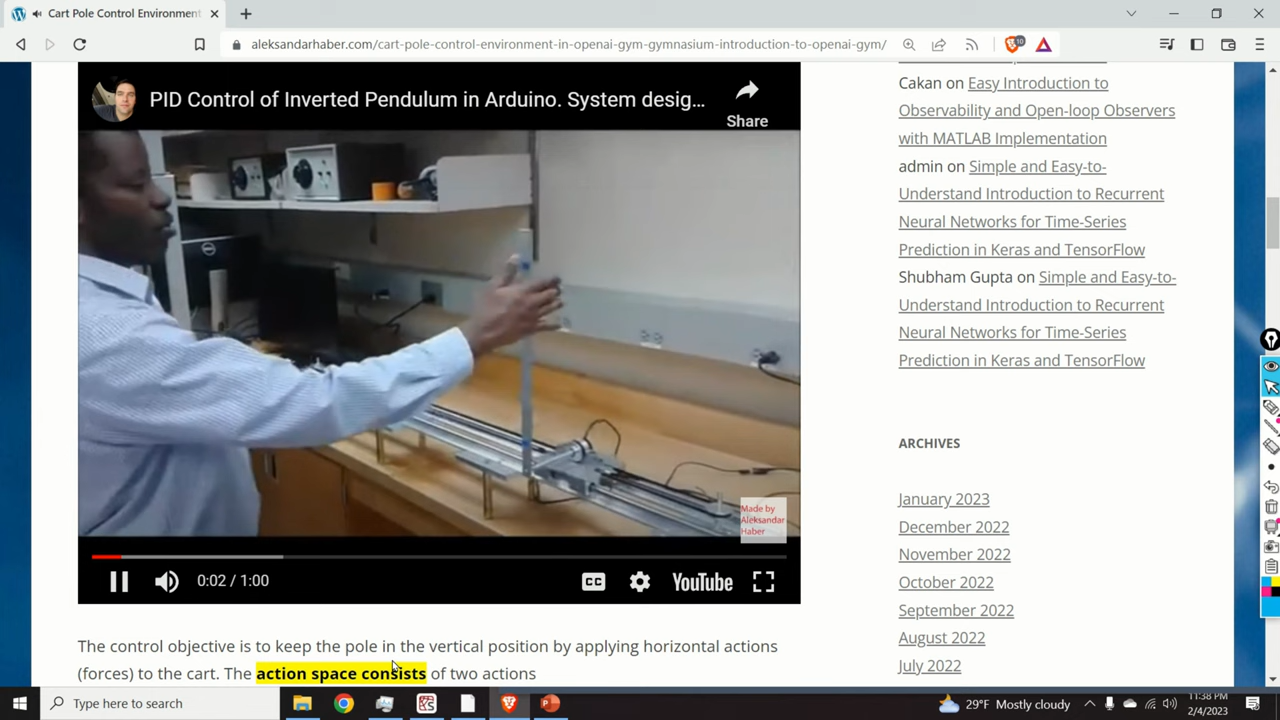 Cart Pole Control Environment
aleksandarhaber.com/cart-pole-control-environment-in-openai-gym-gymnasium-introduction-to-openai-gym/
10
PID Control of Inverted Pendulum in Arduino. System desig...
Share
Made by
Aleksandar
Haber
0:02 / 1:00
CC
YouTube
The control objective is to keep the pole in the vertical position by applying horizontal actions
(forces) to the cart. The action space consists of two actions
Cakan on Easy Introduction to
Observability and Open-loop Observers
with MATLAB Implementation
admin on Simple and Easy-to-
Understand Introduction to Recurrent
Neural Networks for Time-Series
Prediction in Keras and TensorFlow
Shubham Gupta on Simple and Easy-to-
Understand Introduction to Recurrent
Neural Networks for Time-Series
Prediction in Keras and TensorFlow
ARCHIVES
January 2023
December 2022
November 2022
October 2022
September 2022
August 2022
July 2022
Type here to search
29°F Mostly cloudy
11:38 PM
2/4/2023